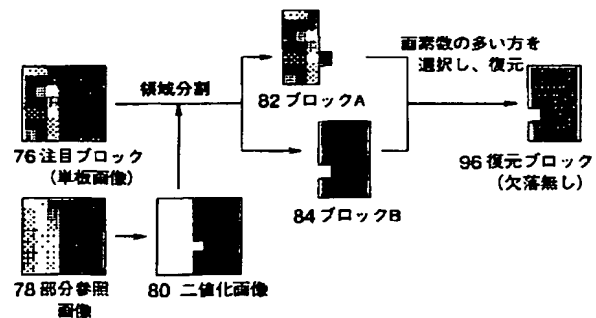 画素数の多い方を
選択し、復元
領域分割
82 ブロックA
76 注目ブロック
(単板画像)
96 復元ブロック
(欠落無し)
84 ブロックB
78 部分参照
画像
80 二値化画像